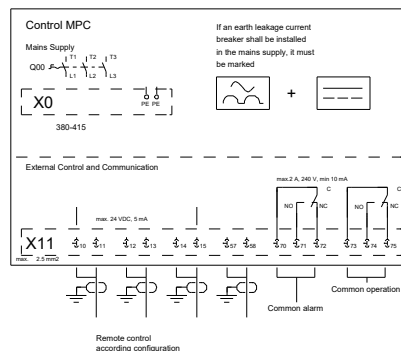 Control MPC
Mains Supply
T1 T2 T3
Q00
L1 L2 L3
X0
PE PE
380-415
If an earth leakage current
breaker shall be installed
in the mains supply, it must
be marked
+
External Control and Communication
max.2 A, 240 V, min 10 mA
C C
NO NC NO NC
max. 24 VDC, 5 mA
X11
10 11 12 13 14 15 57 58 70 71 72 73 74 75
max. 2.5 mm2
Common alarm
Common operation
Remote control
according configuration